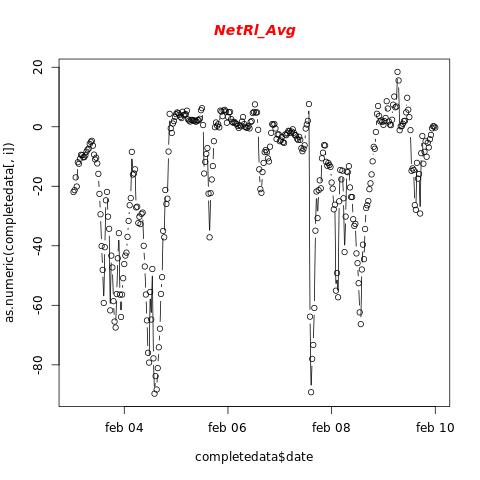 NetRl_Avg
20
0
-20
-40
-60
-80
as.numeric(completedata[, i])
feb 04
feb 06
feb 08
feb 10
completedata$date